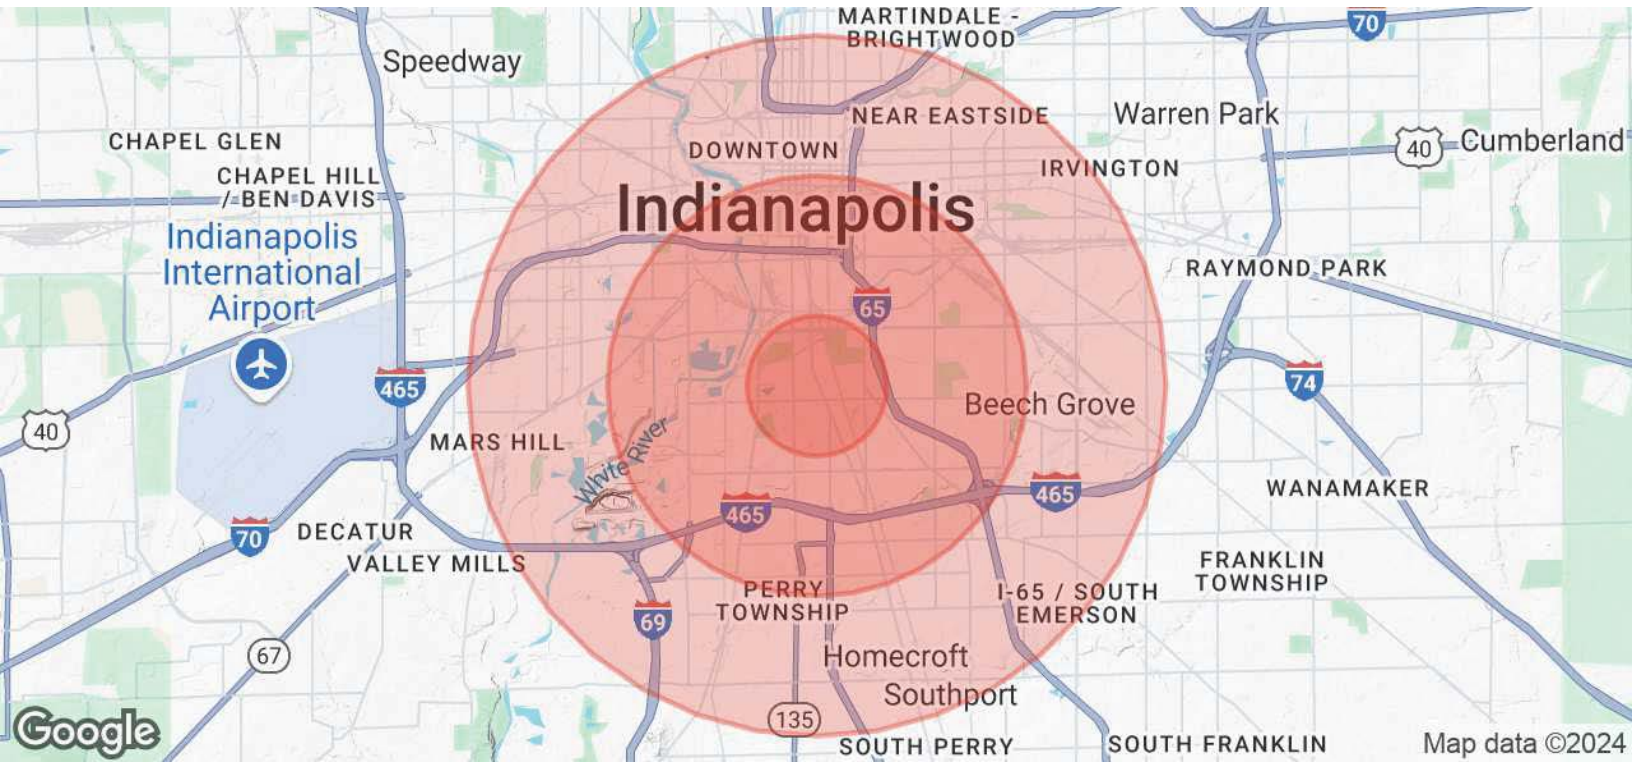 MARTINDALE -
BRIGHTWOOD
70
Speedway
NEAR EASTSIDE
Warren Park
CHAPEL GLEN
DOWNTOWN
40
Cumberland
CHAPEL HILL
/ BEN DAVIS
IRVINGTON
Indianapolis
Indianapolis
International
Airport
RAYMOND PARK
65
465
74
40
Beech Grove
MARS HILL
White River
465
465
WANAMAKER
70
DECATUR
VALLEY MILLS
PERRY
TOWNSHIP
I-65 / SOUTH
EMERSON
FRANKLIN
TOWNSHIP
69
67
Homecroft
Southport
135
Google
SOUTH PERRY
SOUTH FRANKLIN
Map data ©2024